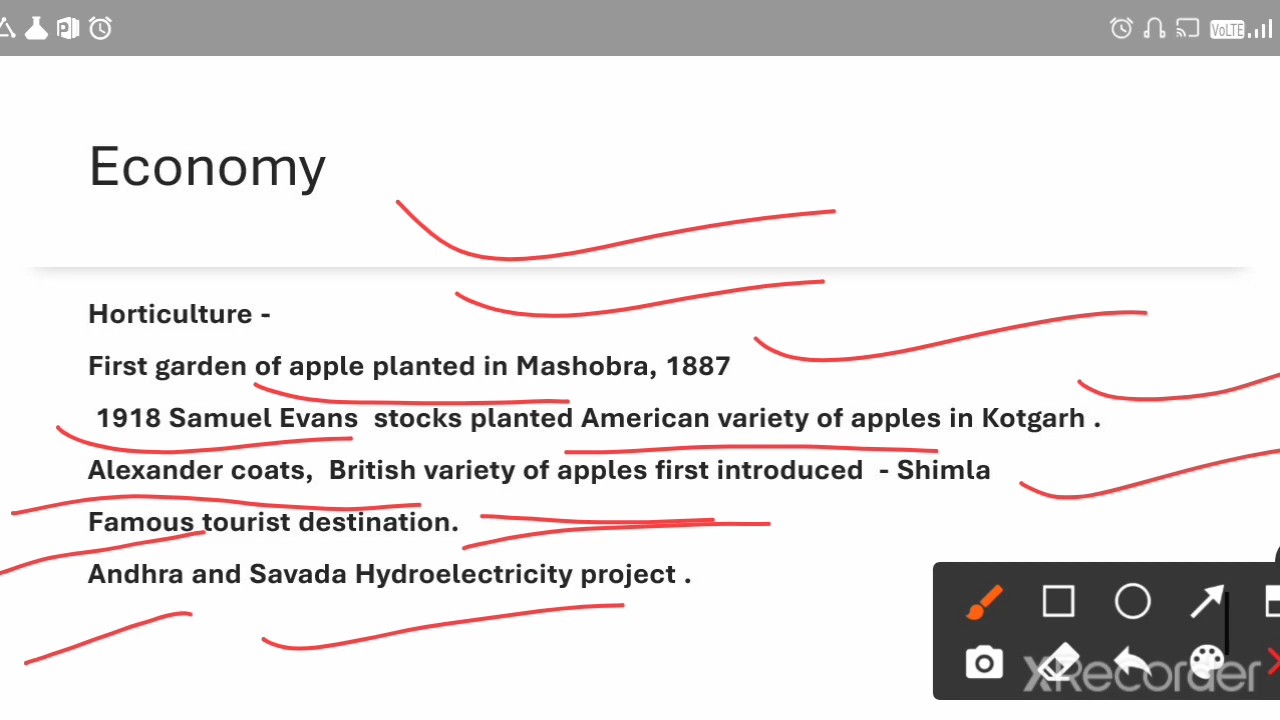 VoLTE
Economy
Horticulture -
First garden of apple planted in Mashobra, 1887
1918 Samuel Evans stocks planted American variety of apples in Kotgarh .
Alexander coats, British variety of apples first introduced - Shimla
Famous tourist destination.
Andhra and Savada Hydroelectricity project .
XRecorder